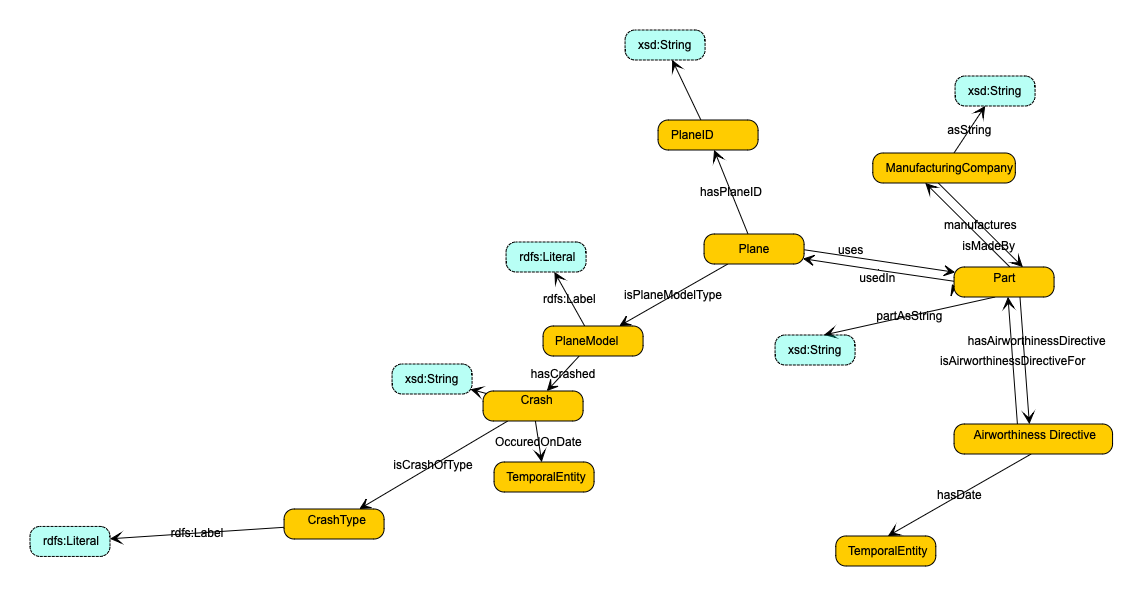 xsd:String
xsd:String
asString
PlaneID
ManufacturingCompany
hasPlaneID
manufactures
isMadeBy
Plane
uses
rdfs:Literal
usedIn
Part
isPlaneModelType
rdfs:Label
partAsString
PlaneModel
hasAirworthinessDirective
xsd:String
isAirworthinessDirectiveFor
hasCrashed
xsd:String
Crash
Airworthiness Directive
OccuredOnDate
isCrashOfType
TemporalEntity
hasDate
CrashType
rdfs:Label
rdfs:Literal
TemporalEntity